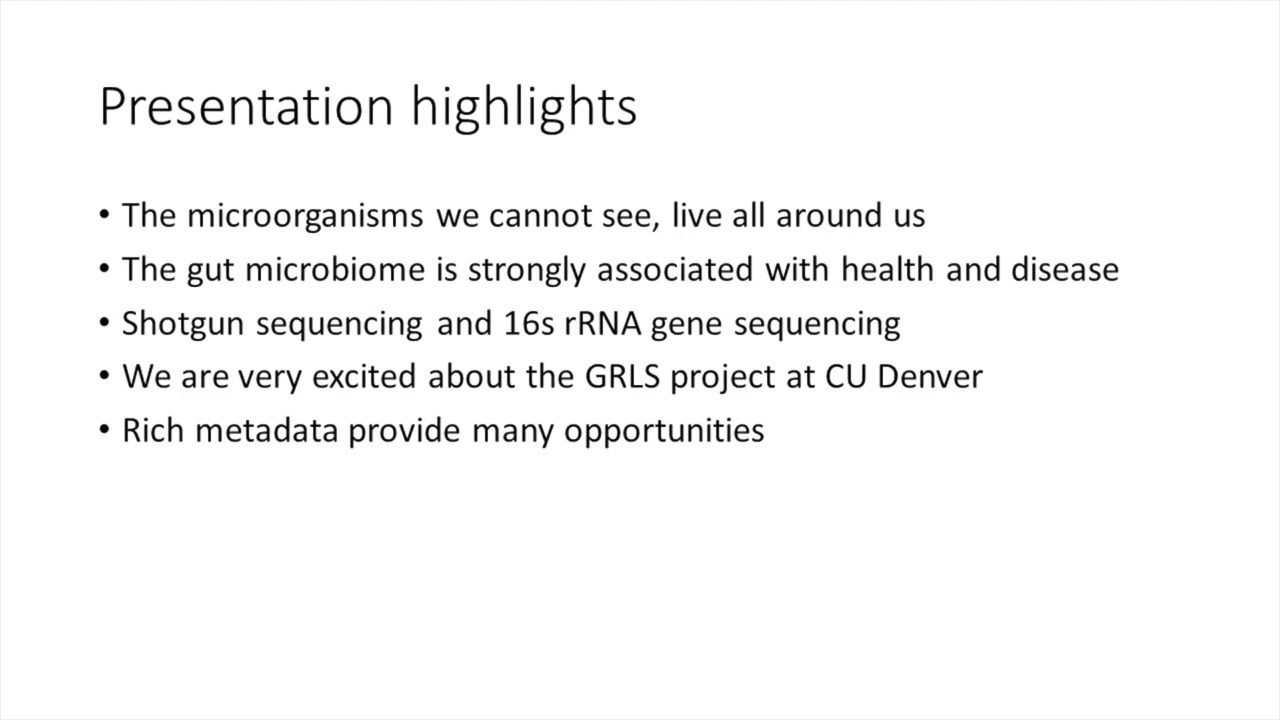 Presentation highlights
• The microorganisms we cannot see, live all around us
• The gut microbiome is strongly associated with health and disease
• Shotgun sequencing and 16s rRNA gene sequencing
• We are very excited about the GRLS project at CU Denver
• Rich metadata provide many opportunities